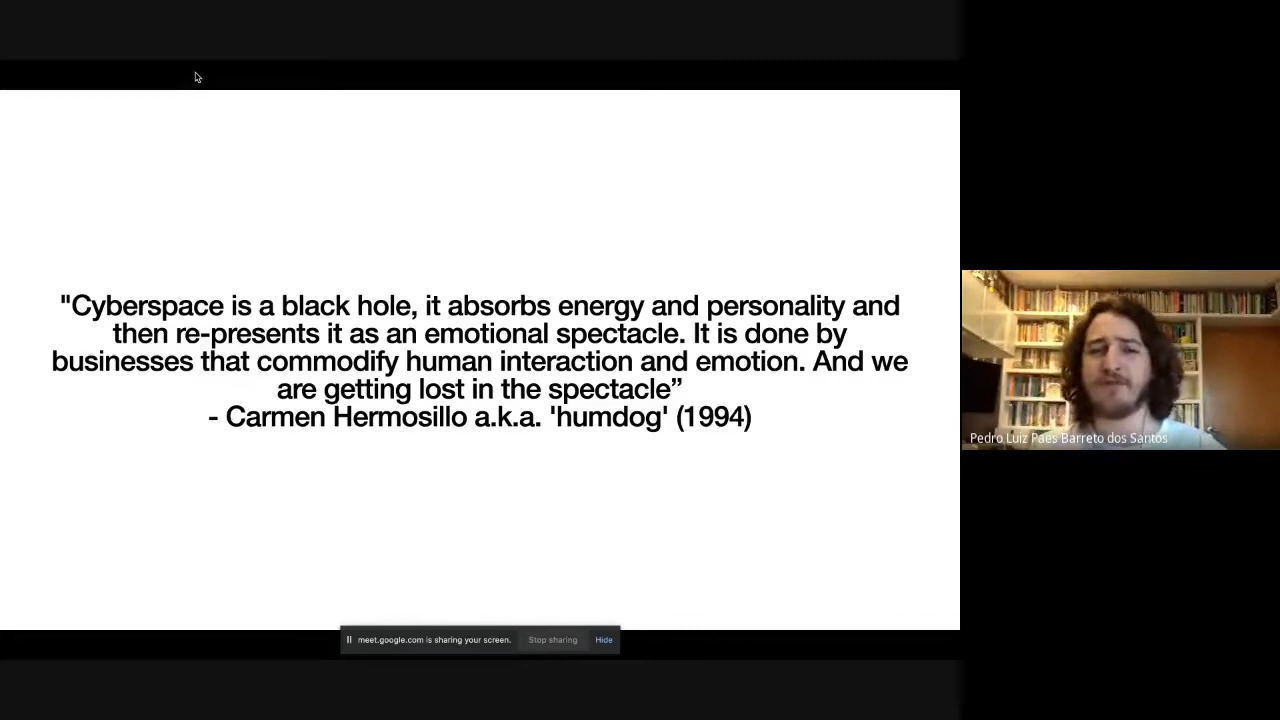 "Cyberspace is a black hole, it absorbs energy and personality and
then re-presents it as an emotional spectacle. It is done by
businesses that commodify human interaction and emotion. And we
are getting lost in the spectacle”
- Carmen Hermosillo a.k.a. 'humdog' (1994)
Pedro Luiz Paes Barreto dos Santos
meet.google.com is sharing your screen. Stop sharing Hide